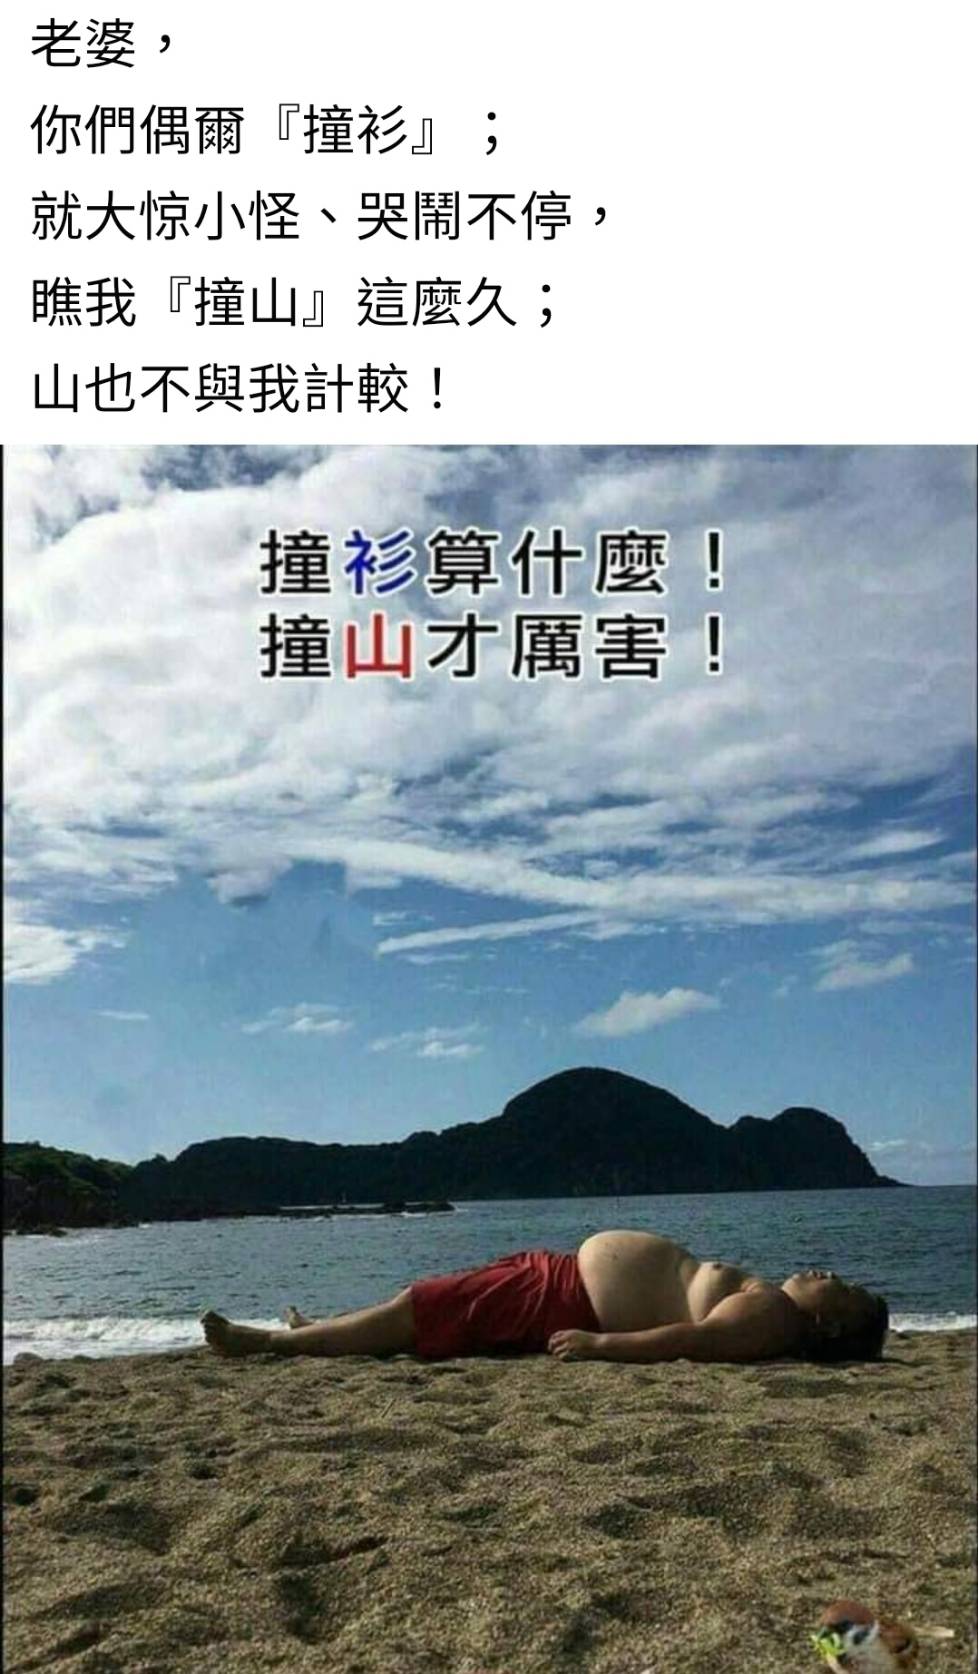 老婆，
你們偶爾『撞衫』；
就大惊小怪、哭鬧不停，
瞧我『撞山』這麼久；
山也不與我計較！
撞衫算什麼！
撞山才厲害！